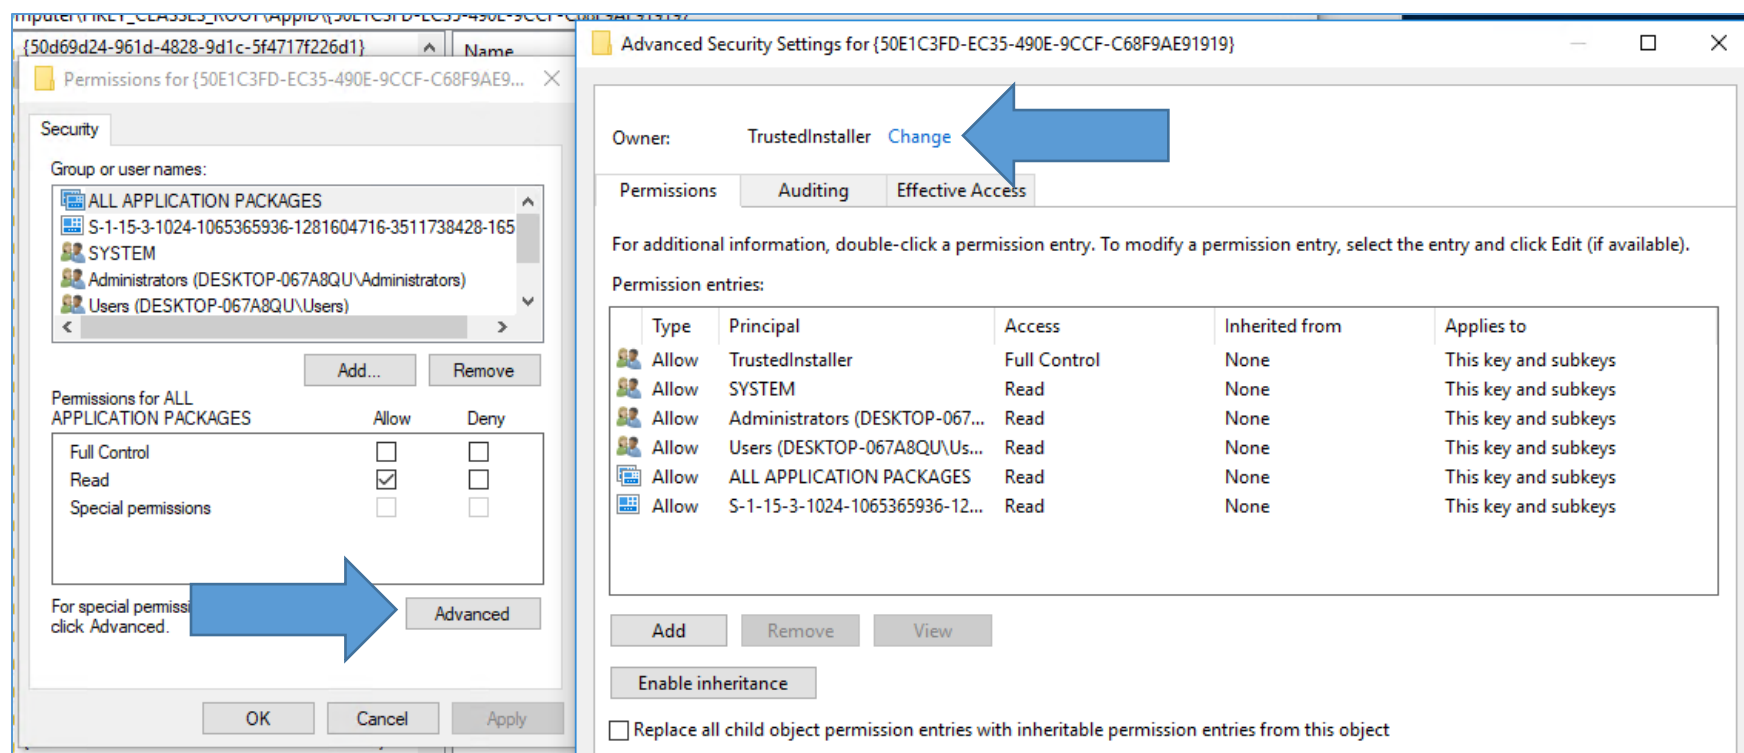 mputer\HKEY_CLASSES_ROOT\AppID\{50E1C3FD-EC35-490E-9CCF-C68F9AE91919}
{50d69d24-961d-4828-9d1c-5f4717f226d1}
Name
Permissions for {50E1C3FD-EC35-490E-9CCF-C68F9AE9...
Security
Group or user names:
ALL APPLICATION PACKAGES
S-1-15-3-1024-1065365936-1281604716-3511738428-165
SYSTEM
Administrators (DESKTOP-067A8QU\Administrators)
Users (DESKTOP-067A8QU\Users)
Add...
Remove
Permissions for ALL
APPLICATION PACKAGES
Allow
Deny
Full Control
Read
Special permissions
For special permissi
click Advanced.
Advanced
OK
Cancel
Apply
Advanced Security Settings for {50E1C3FD-EC35-490E-9CCF-C68F9AE91919}
Owner:
TrustedInstaller
Change
Permissions
Auditing
Effective Access
For additional information, double-click a permission entry. To modify a permission entry, select the entry and click Edit (if available).
Permission entries:
Type Principal Access Inherited from Applies to
Allow TrustedInstaller Full Control None This key and subkeys
Allow SYSTEM Read None This key and subkeys
Allow Administrators (DESKTOP-067... Read None This key and subkeys
Allow Users (DESKTOP-067A8QU\Us... Read None This key and subkeys
Allow ALL APPLICATION PACKAGES Read None This key and subkeys
Allow S-1-15-3-1024-1065365936-12... Read None This key and subkeys
Add
Remove
View
Enable inheritance
Replace all child object permission entries with inheritable permission entries from this object